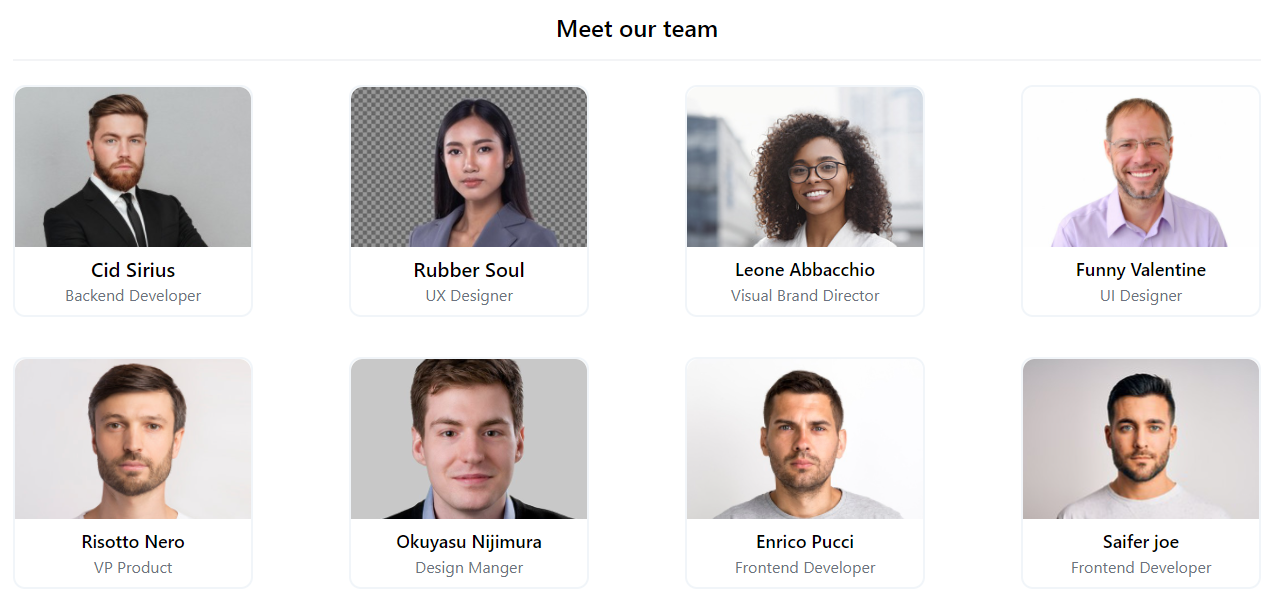 Meet our team
Cid Sirius
Backend Developer
Rubber Soul
UX Designer
Leone Abbacchio
Visual Brand Director
Funny Valentine
UI Designer
Risotto Nero
VP Product
Okuyasu Nijimura
Design Manger
Enrico Pucci
Frontend Developer
Saifer joe
Frontend Developer